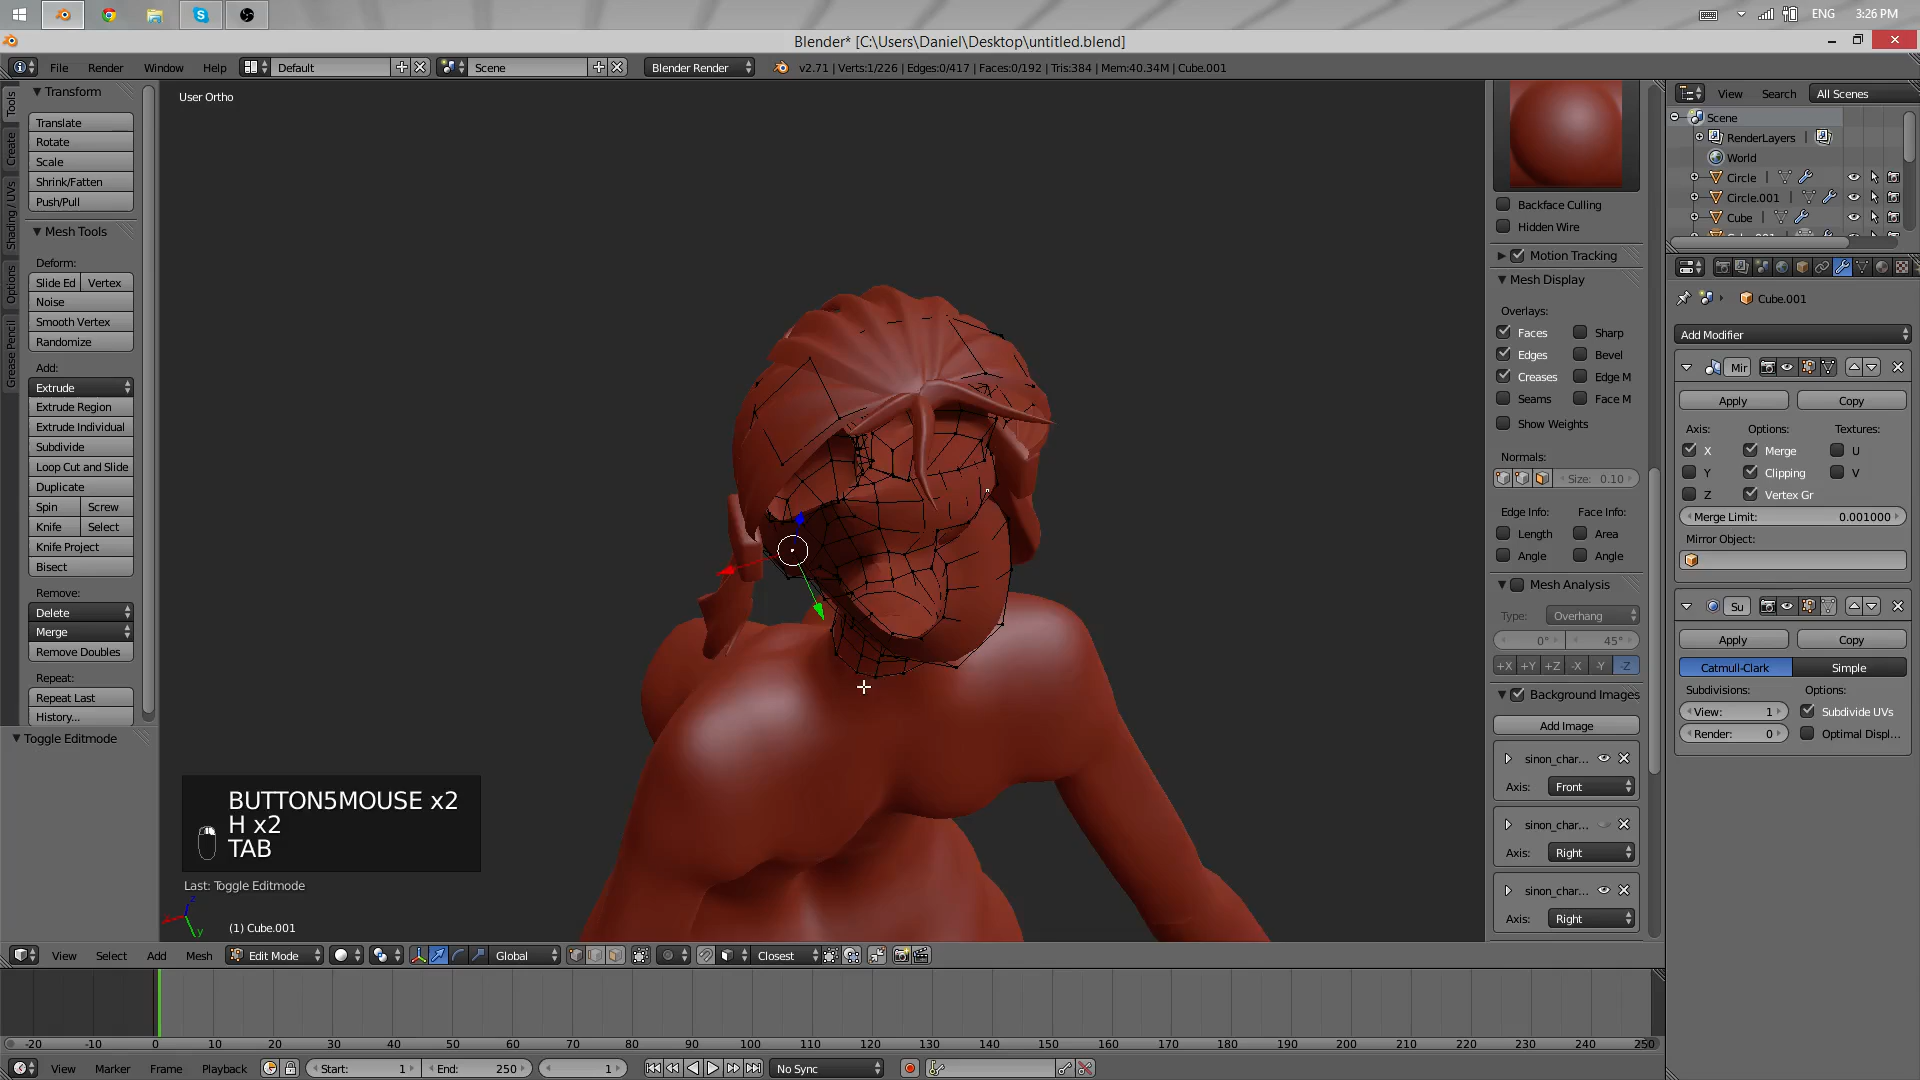 ENG
3:26 PM
Blender* [C:\Users\Daniel\Desktop\untitled.blend]
File Render Window Help Default Scene Blender Render v2.71 | Verts:1/226 | Edges:0/417 | Faces:0/192 | Tris:384 | Mem:40.34M | Cube.001
User Ortho
Tools
Create
Shading / UVs
Options
Grease Pencil
Transform
Translate
Rotate
Scale
Shrink/Fatten
Push/Pull
Mesh Tools
Deform:
Slide Ed Vertex
Noise
Smooth Vertex
Randomize
Add:
Extrude
Extrude Region
Extrude Individual
Subdivide
Loop Cut and Slide
Duplicate
Spin Screw
Knife Select
Knife Project
Bisect
Remove:
Delete
Merge
Remove Doubles
Repeat:
Repeat Last
History...
Toggle Editmode
BUTTON5MOUSE x2
H x2
TAB
Last: Toggle Editmode
z
y
(1) Cube.001
Backface Culling
Hidden Wire
Motion Tracking
Mesh Display
Overlays:
Faces Sharp
Edges Bevel
Creases Edge M
Seams Face M
Show Weights
Normals:
Size: 0.10
Edge Info: Face Info:
Length Area
Angle Angle
Mesh Analysis
Type: Overhang
0° 45°
+X +Y +Z -X -Y -Z
Background Images
Add Image
sinon_char...
Axis: Front
sinon_char...
Axis: Right
sinon_char...
Axis: Right
View Search All Scenes
Scene
RenderLayers |
World
Circle |
Circle.001 |
Cube |
Cube.001
Add Modifier
Mir
Apply Copy
Axis: Options: Textures:
X Merge U
Y Clipping V
Z Vertex Gr
Merge Limit: 0.001000
Mirror Object:
Su
Apply Copy
Catmull-Clark Simple
Subdivisions: Options:
View: 1 Subdivide UVs
Render: 0 Optimal Displ...
View Select Add Mesh Edit Mode Global Closest
-20 -10 0 10 20 30 40 50 60 70 80 90 100 110 120 130 140 150 160 170 180 190 200 210 220 230 240 250
View Marker Frame Playback Start: 1 End: 250 1 No Sync